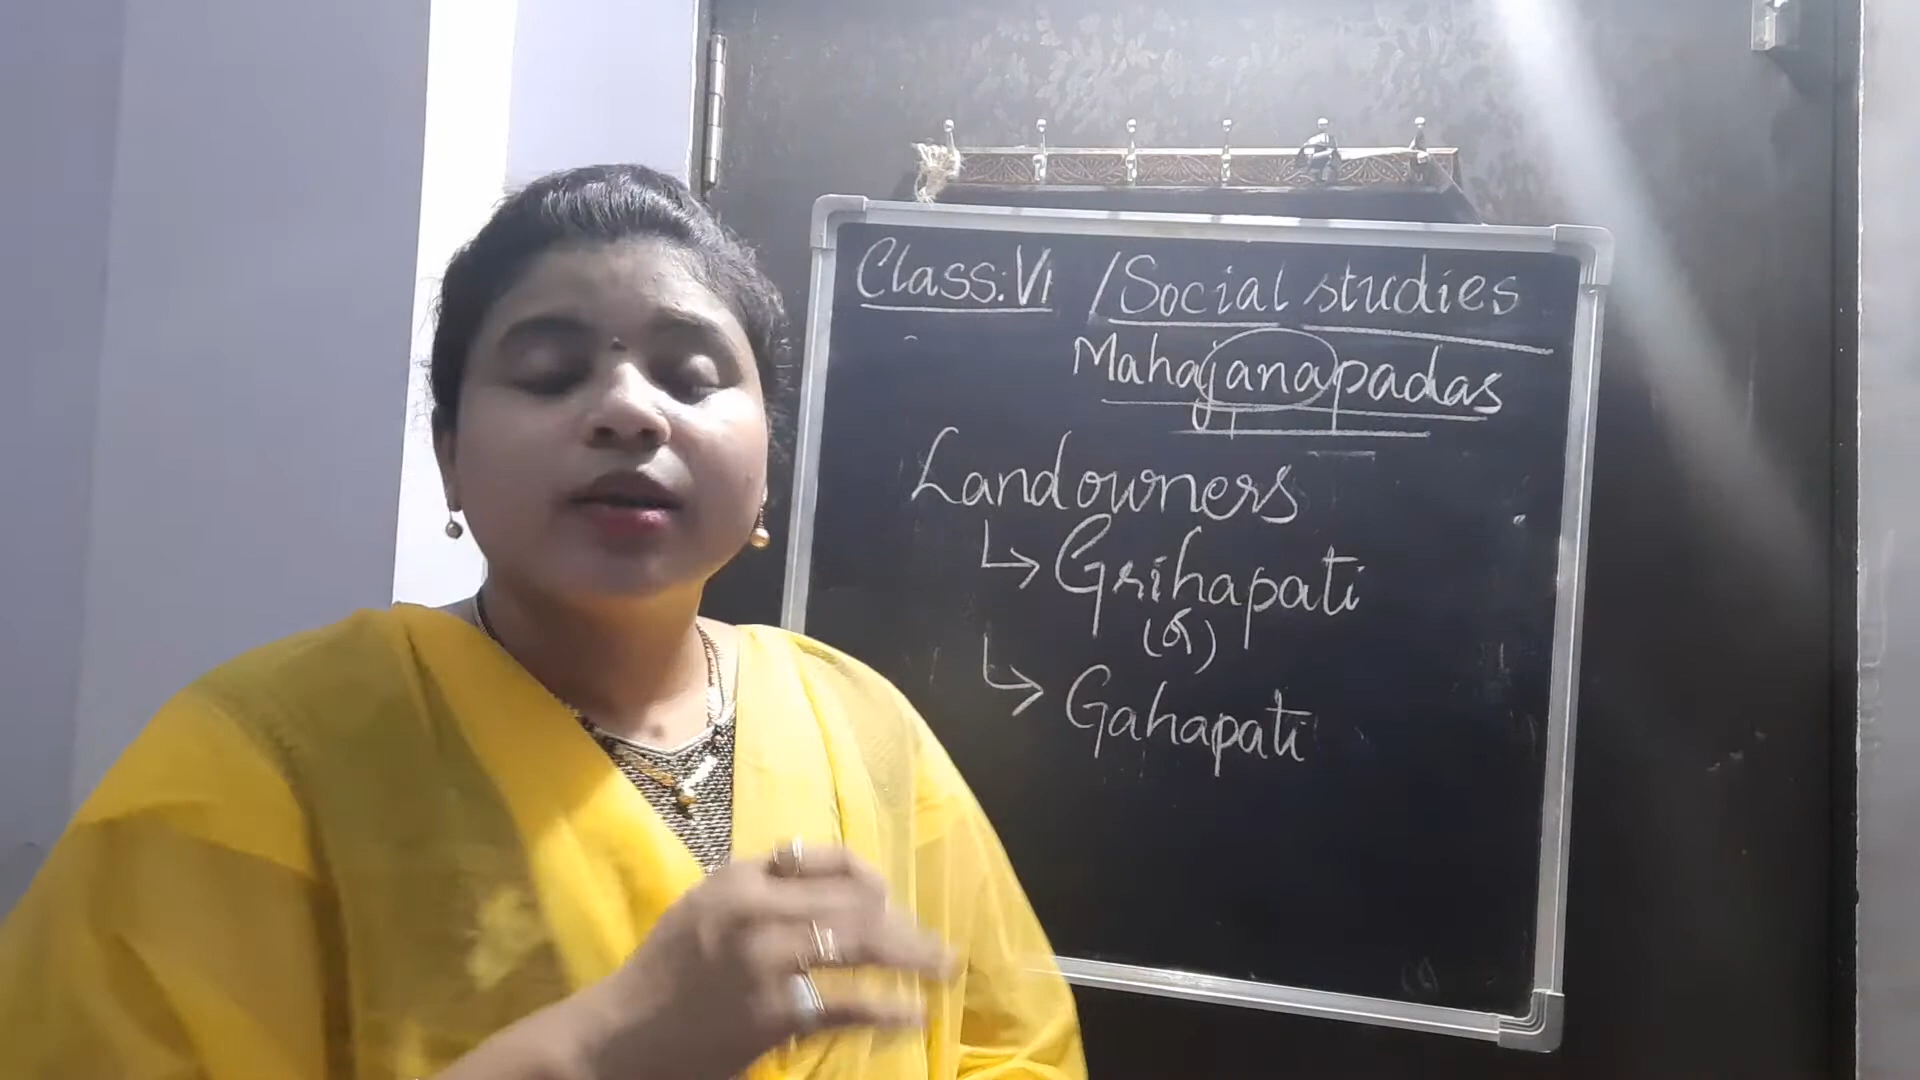 Class:VI /Social studies
Mahajanapadas
Landowners
↳ Grihapati
(or)
↳ Gahapati